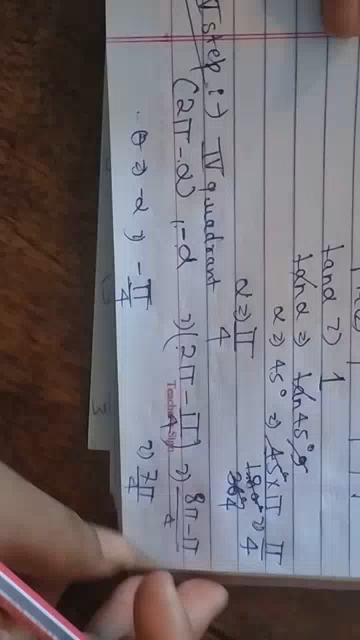 tanα ⇒ 1
tanα ⇒ tan45°
α ⇒ 45° ⇒ 45° × π / 180° ⇒ π/4
α ⇒ π/4
step :-) IV quadrant
(2π-α), -α ⇒ (2π - π/4) ⇒ 8π-π/4
∴ θ ⇒ -α ⇒ -π/4 ⇒ 7π/4